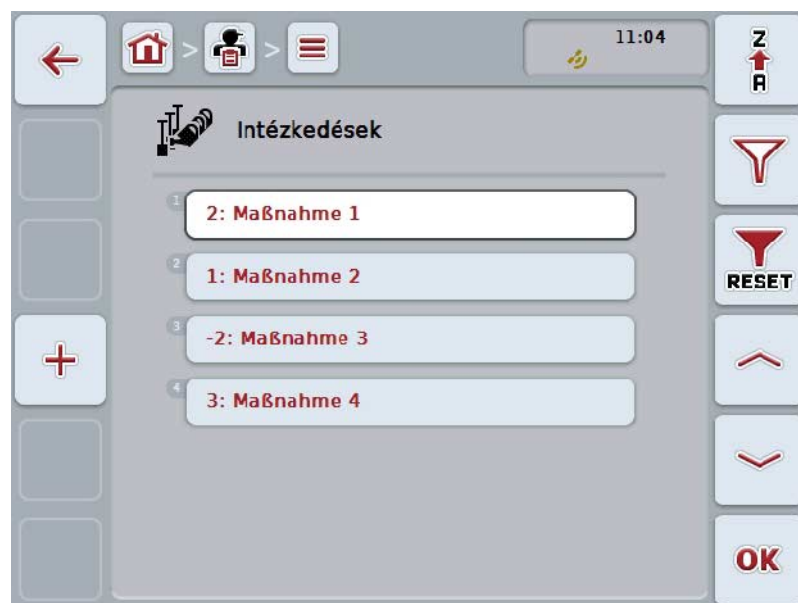 11:04
Z
A
Intézkedések
1
2: Maßnahme 1
2
1: Maßnahme 2
RESET
3
-2: Maßnahme 3
4
3: Maßnahme 4
OK